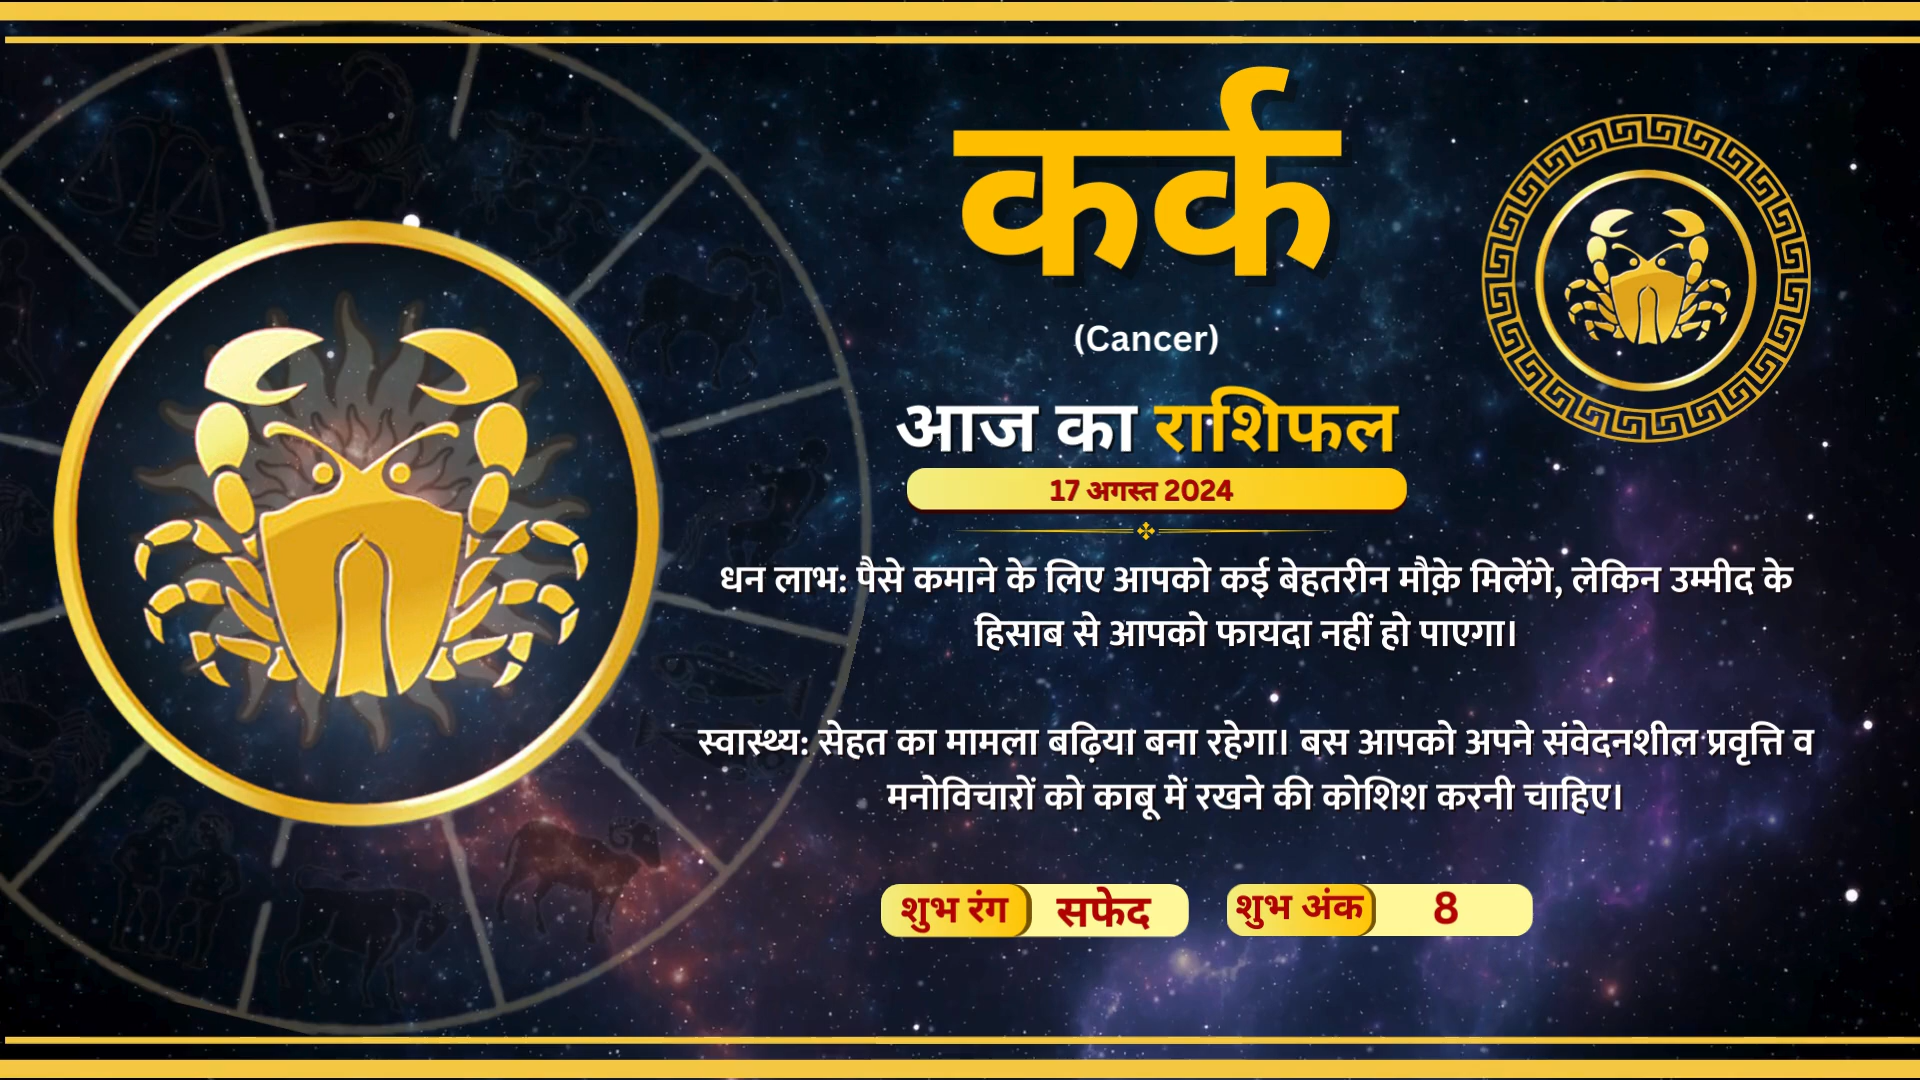 कर्क
(Cancer)
आज का राशिफल
17 अगस्त 2024
धन लाभ: पैसे कमाने के लिए आपको कई बेहतरीन मौक़े मिलेंगे, लेकिन उम्मीद के
हिसाब से आपको फायदा नहीं हो पाएगा।
स्वास्थ्य: सेहत का मामला बढ़िया बना रहेगा। बस आपको अपने संवेदनशील प्रवृत्ति व
मनोविचारों को काबू में रखने की कोशिश करनी चाहिए।
शुभ रंग सफेद शुभ अंक 8